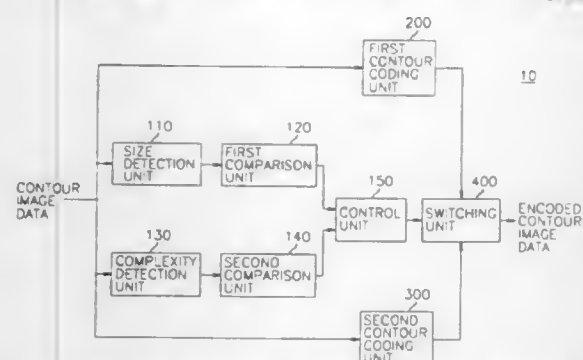 200
FIRST
CONTOUR
CODING
UNIT
10
110
SIZE
DETECTION
UNIT
120
FIRST
COMPARISON
UNIT
150
CONTROL
UNIT
400
SWITCHING
UNIT
CONTOUR
IMAGE
DATA
ENCODED
CONTOUR
IMAGE
DATA
130
COMPLEXITY
DETECTION
UNIT
140
SECOND
COMPARISON
UNIT
300
SECOND
CONTOUR
CODING
UNIT